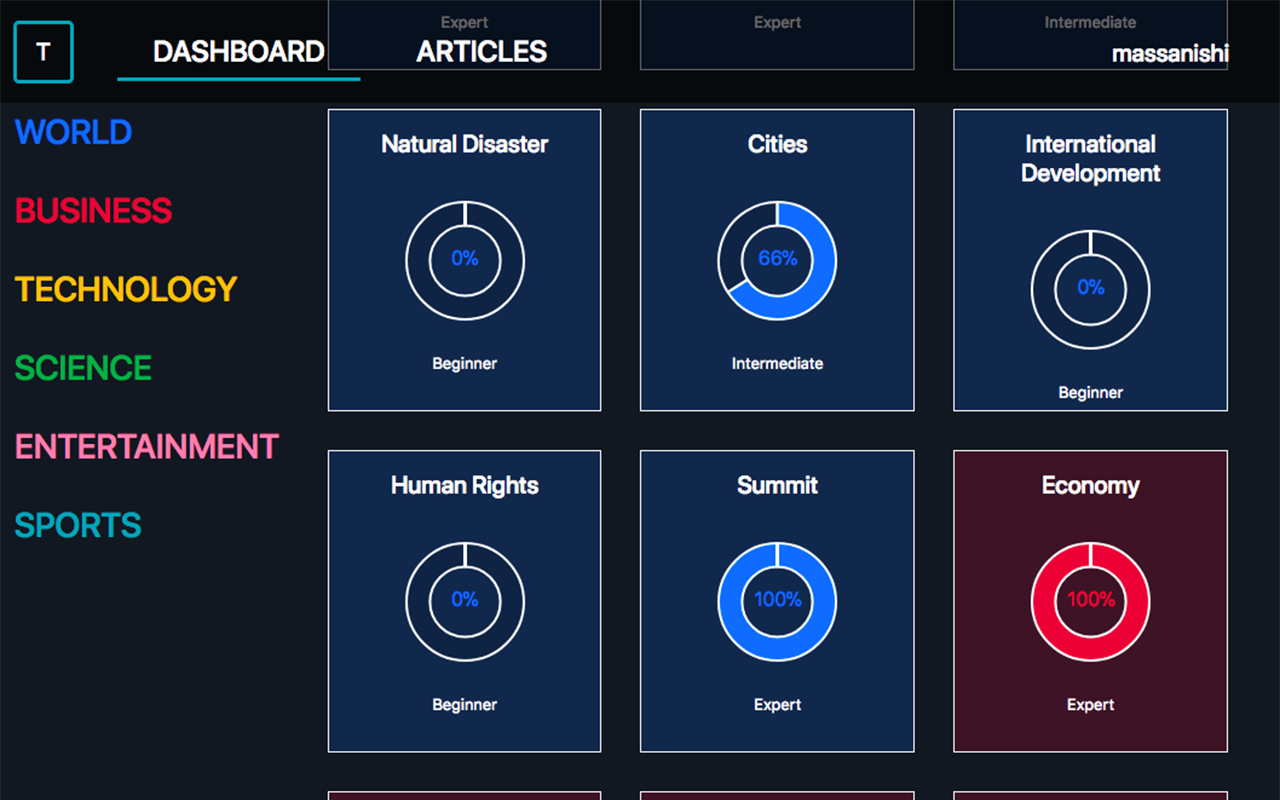 Expert
Expert
Intermediate
T
DASHBOARD
ARTICLES
massanishi
WORLD
BUSINESS
TECHNOLOGY
SCIENCE
ENTERTAINMENT
SPORTS
Natural Disaster
0%
Beginner
Cities
66%
Intermediate
International
Development
0%
Beginner
Human Rights
0%
Beginner
Summit
100%
Expert
Economy
100%
Expert